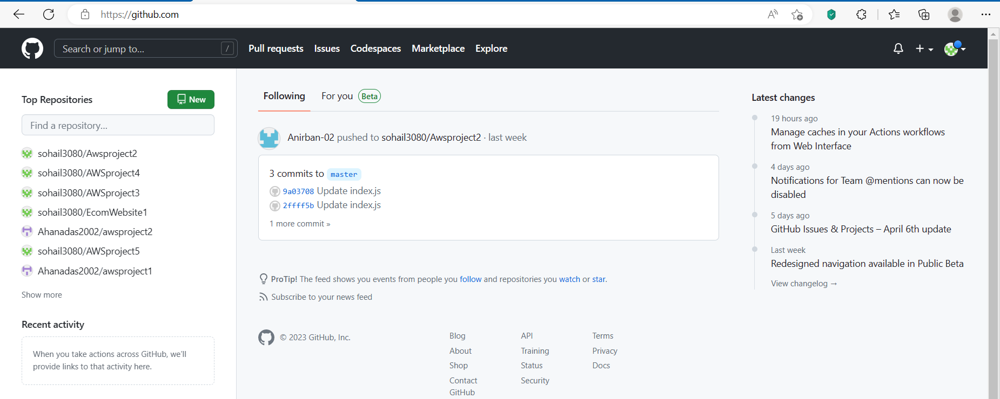 https://github.com
Search or jump to...
/
Pull requests
Issues
Codespaces
Marketplace
Explore
Top Repositories
New
Find a repository...
sohail3080/Awsproject2
sohail3080/AWSproject4
sohail3080/AWSproject3
sohail3080/EcomWebsite1
Ahanadas2002/awsproject2
sohail3080/AWSproject5
Ahanadas2002/awsproject1
Show more
Recent activity
When you take actions across GitHub, we'll
provide links to that activity here.
Following
For you
Beta
Anirban-02 pushed to sohail3080/Awsproject2 · last week
3 commits to master
9a03708 Update index.js
2ffff5b Update index.js
1 more commit »
ProTip! The feed shows you events from people you follow and repositories you watch or star.
Subscribe to your news feed
© 2023 GitHub, Inc.
Blog
About
Shop
Contact
GitHub
API
Training
Status
Security
Terms
Privacy
Docs
Latest changes
19 hours ago
Manage caches in your Actions workflows
from Web Interface
4 days ago
Notifications for Team @mentions can now be
disabled
5 days ago
GitHub Issues & Projects – April 6th update
Last week
Redesigned navigation available in Public Beta
View changelog →